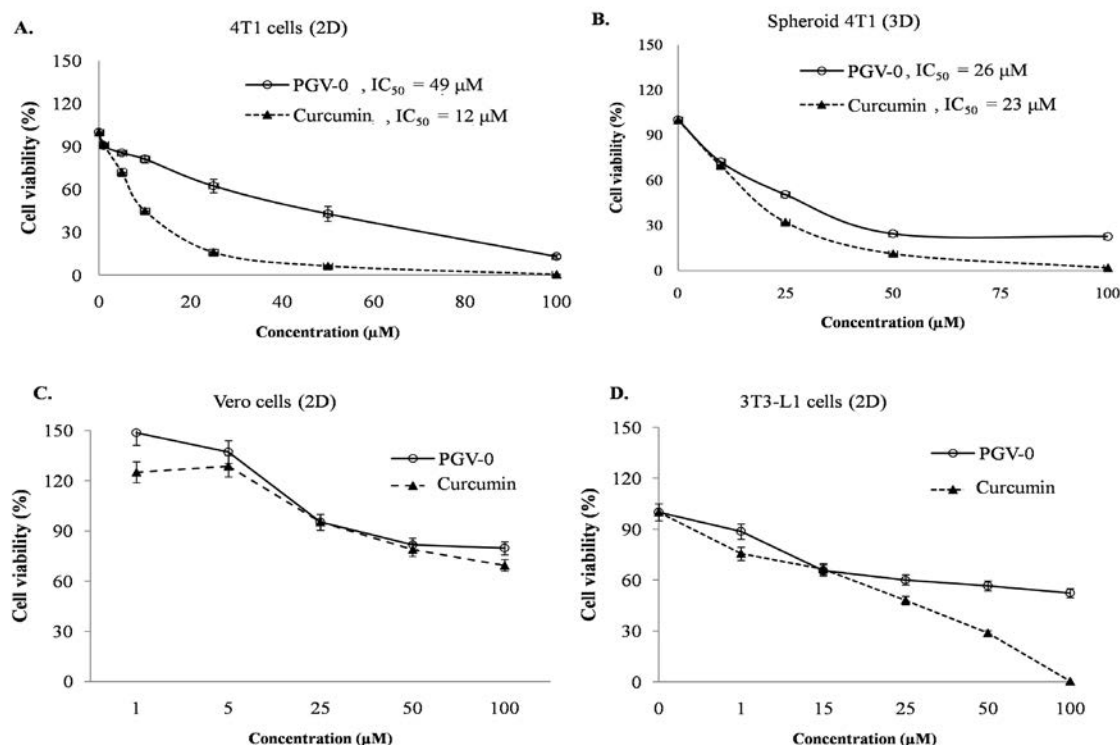 A.
4T1 cells (2D)
150
120
90
60
30
0
Cell viability (%)
PGV-0 , IC50 = 49 µM
Curcumin , IC50 = 12 µM
0 20 40 60 80 100
Concentration (µM)
B.
Spheroid 4T1 (3D)
150
120
90
60
30
0
Cell viability (%)
PGV-0 , IC50 = 26 µM
Curcumin , IC50 = 23 µM
0 25 50 75 100
Concentration (µM)
C.
Vero cells (2D)
150
120
90
60
30
0
Cell viability (%)
PGV-0
Curcumin
1 5 25 50 100
Concentration (µM)
D.
3T3-L1 cells (2D)
150
120
90
60
30
0
Cell viability (%)
PGV-0
Curcumin
0 1 15 25 50 100
Concentration (µM)